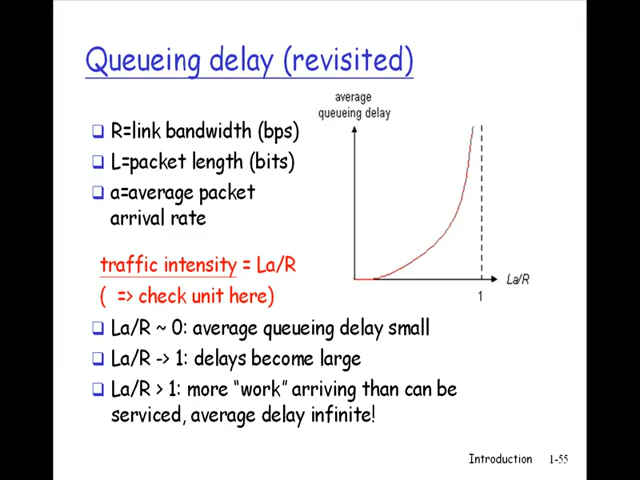 Queueing delay (revisited)
R=link bandwidth (bps)
L=packet length (bits)
a=average packet
arrival rate
average
queueing delay
La/R
1
traffic intensity = La/R
( => check unit here)
La/R ~ 0: average queueing delay small
La/R -> 1: delays become large
La/R > 1: more “work” arriving than can be
serviced, average delay infinite!
Introduction 1-55